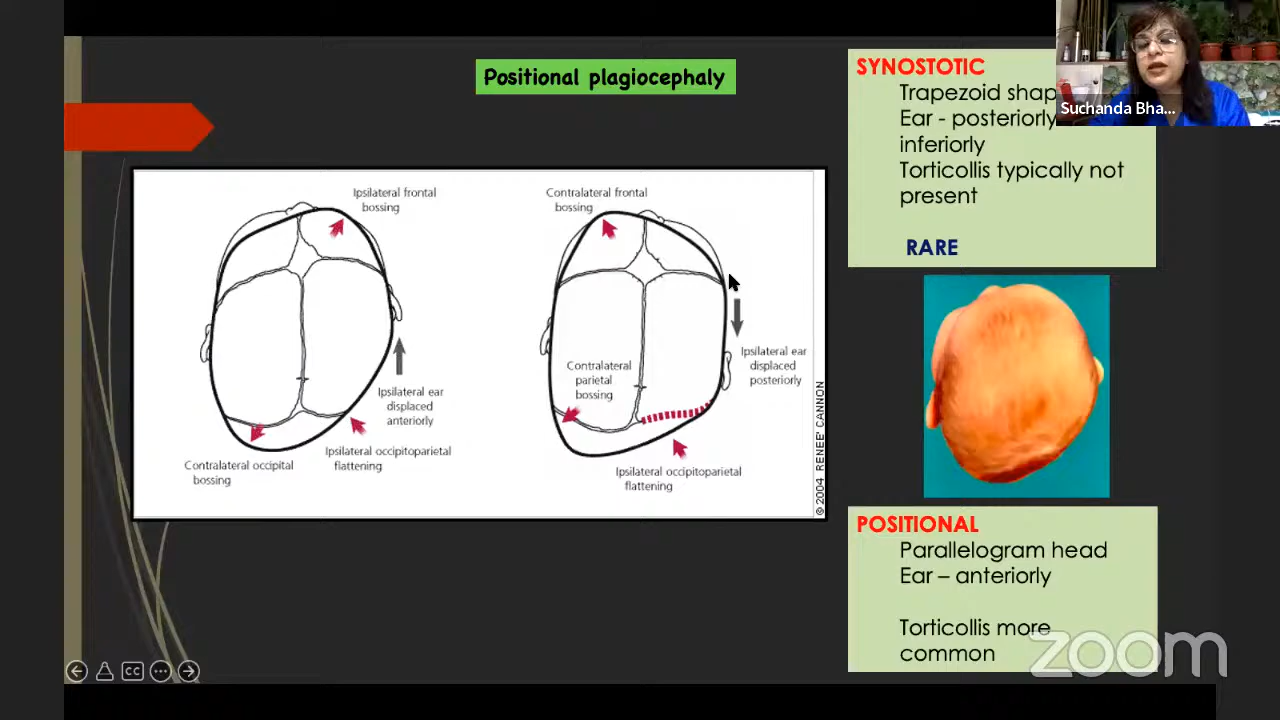 Positional plagiocephaly
SYNOSTOTIC
Trapezoid
Ear - posteriorly
inferiorly
Torticollis typically not
present
RARE
Suchanda Bha...
Ipsilateral frontal
bossing
Ipsilateral ear
displaced
anteriorly
Ipsilateral occipitoparietal
flattening
Contralateral occipital
bossing
Contralateral frontal
bossing
Contralateral
parietal
bossing
Ipsilateral ear
displaced
posteriorly
Ipsilateral occipitoparietal
flattening
© 2004 RENEE' CANNON
POSITIONAL
Parallelogram head
Ear – anteriorly
Torticollis more
common
zoom
CC